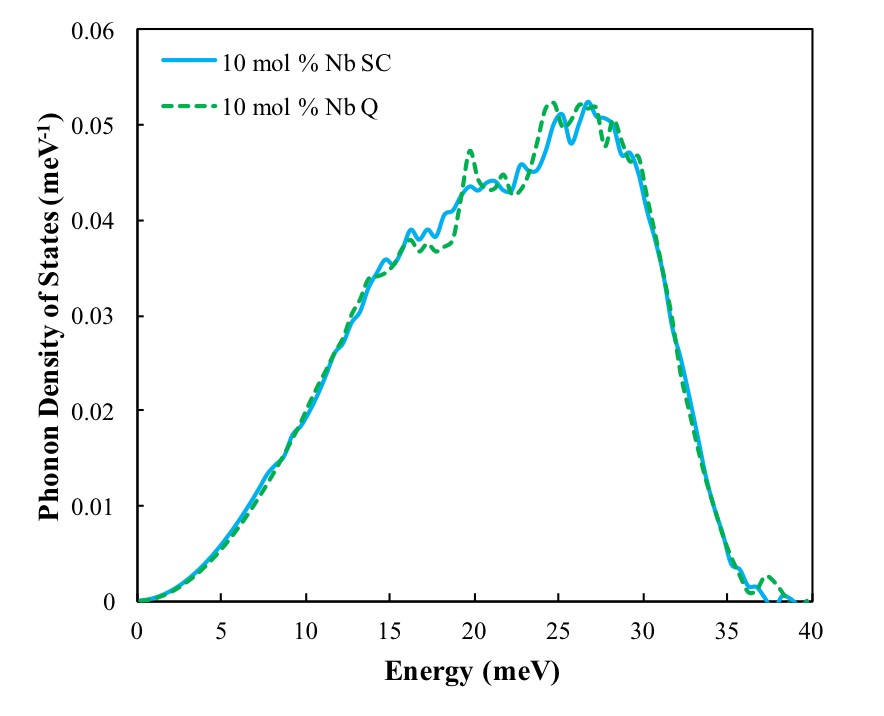 0.06
10 mol % Nb SC
10 mol % Nb Q
0.05
0.04
0.03
0.02
0.01
0
Phonon Density of States (meV-1)
0 5 10 15 20 25 30 35 40
Energy (meV)